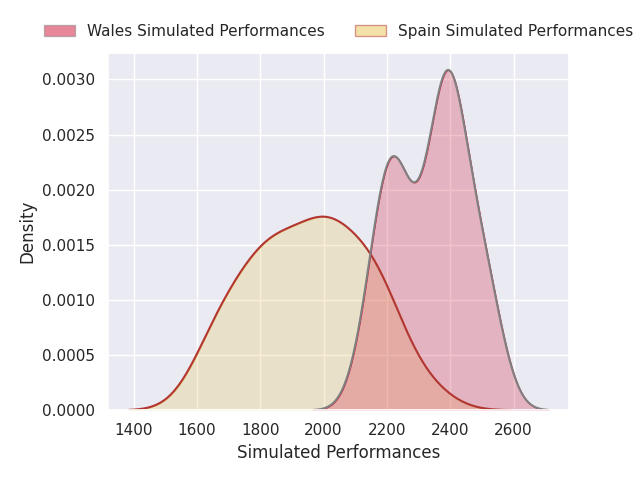 Wales Simulated Performances Spain Simulated Performances
0.0030
0.0025
0.0020
0.0015
0.0010
0.0005
0.0000
Density
1400 1600 1800 2000 2200 2400 2600
Simulated Performances